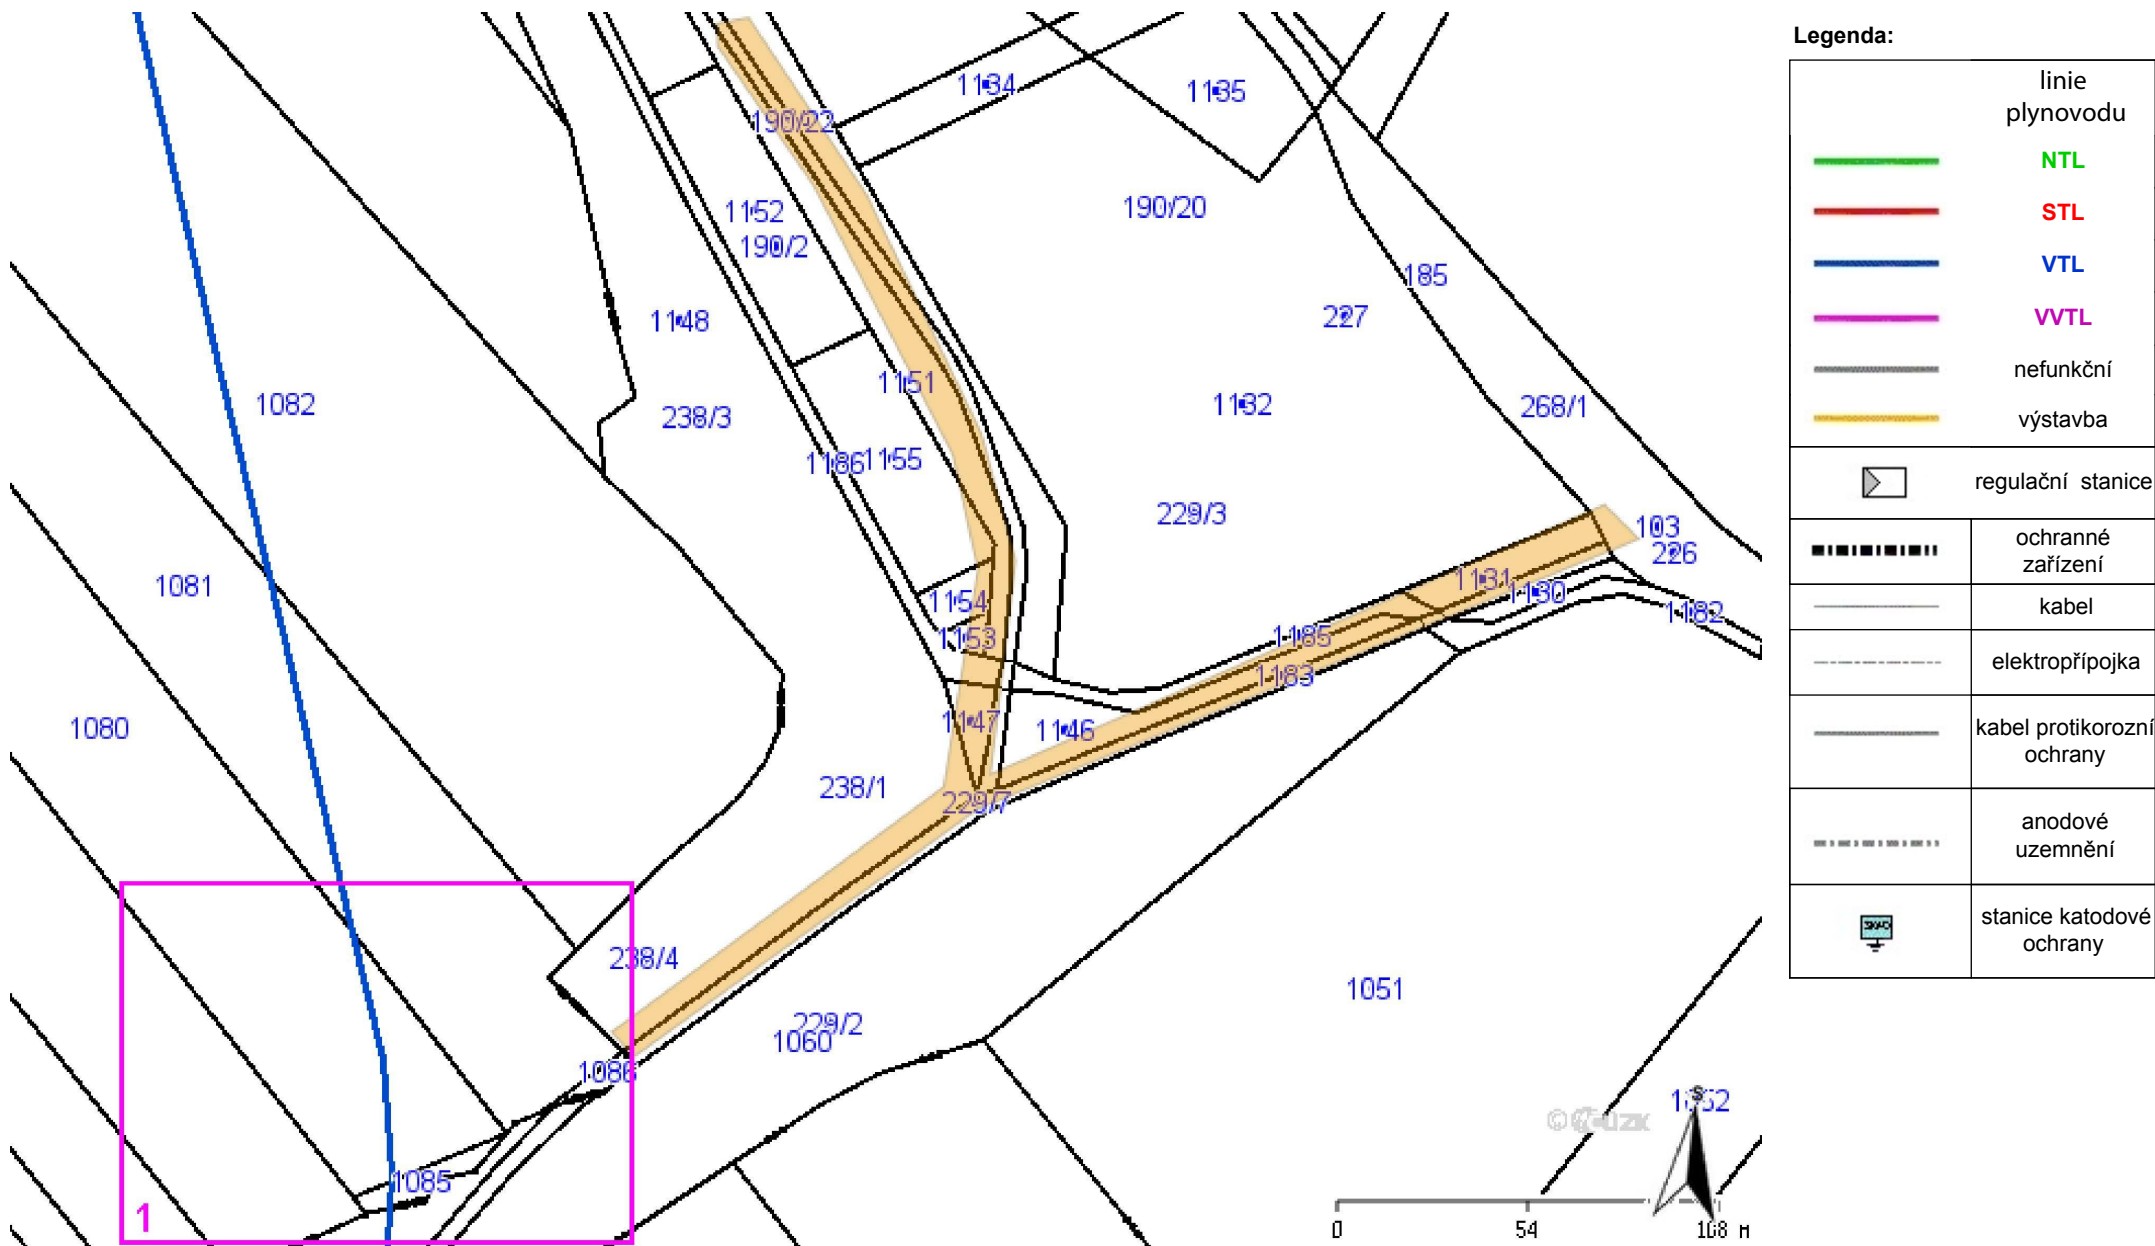 1134
1135
190/22
1152
190/2
190/20
185
1148
227
1151
1082
238/3
1132
268/1
1186
1155
229/3
103
226
1081
1154
1131
1130
1182
1153
1185
1183
1080
1147
1146
238/1
229/7
238/4
1051
229/2
1060
1086
1085
1
S
0
54
108 m
Legenda:
linie
plynovodu
NTL
STL
VTL
VVTL
nefunkční
výstavba
regulační stanice
ochranné
zařízení
kabel
elektropřípojka
kabel protikorozní
ochrany
anodové
uzemnění
stanice katodové
ochrany